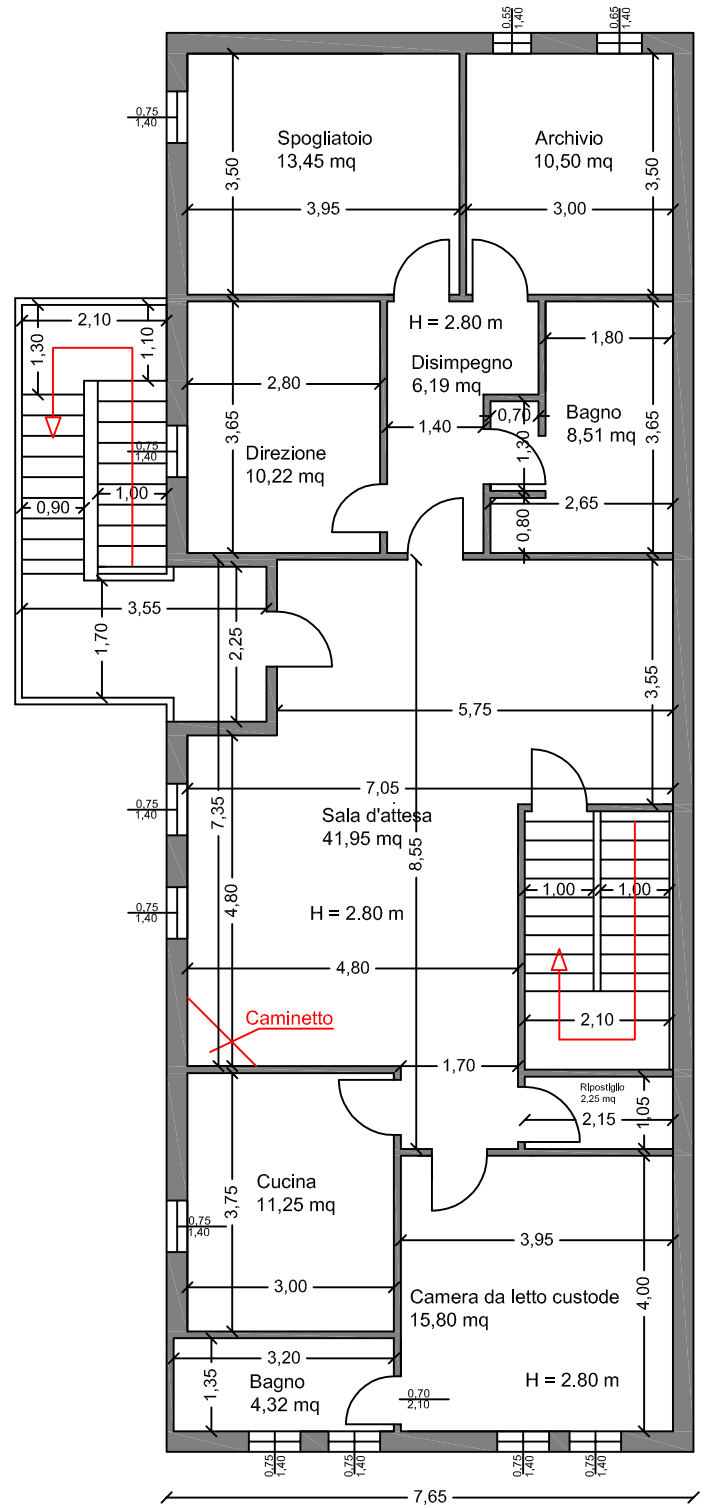 0,55
1,40
0,65
1,40
0,75
1,40
Spogliatoio
13,45 mq
Archivio
10,50 mq
3,50
3,50
3,95
3,00
2,10
1,30
1,10
H = 2.80 m
1,80
Disimpegno
6,19 mq
2,80
0,70
Bagno
8,51 mq
3,65
3,65
1,40
1,30
0,75
1,40
Direzione
10,22 mq
0,90
1,00
2,65
0,80
3,55
1,70
2,25
3,55
5,75
7,05
0,75
1,40
7,35
Sala d'attesa
41,95 mq
8,55
1,00
1,00
0,75
1,40
4,80
H = 2.80 m
4,80
2,10
Caminetto
1,70
Ripostiglio
2,25 mq
2,15
1,05
Cucina
11,25 mq
3,75
0,75
1,40
3,95
3,00
Camera da letto custode
15,80 mq
4,00
3,20
1,35
Bagno
4,32 mq
H = 2.80 m
0,70
2,10
0,75
1,40
0,75
1,40
0,75
1,40
0,75
1,40
7,65